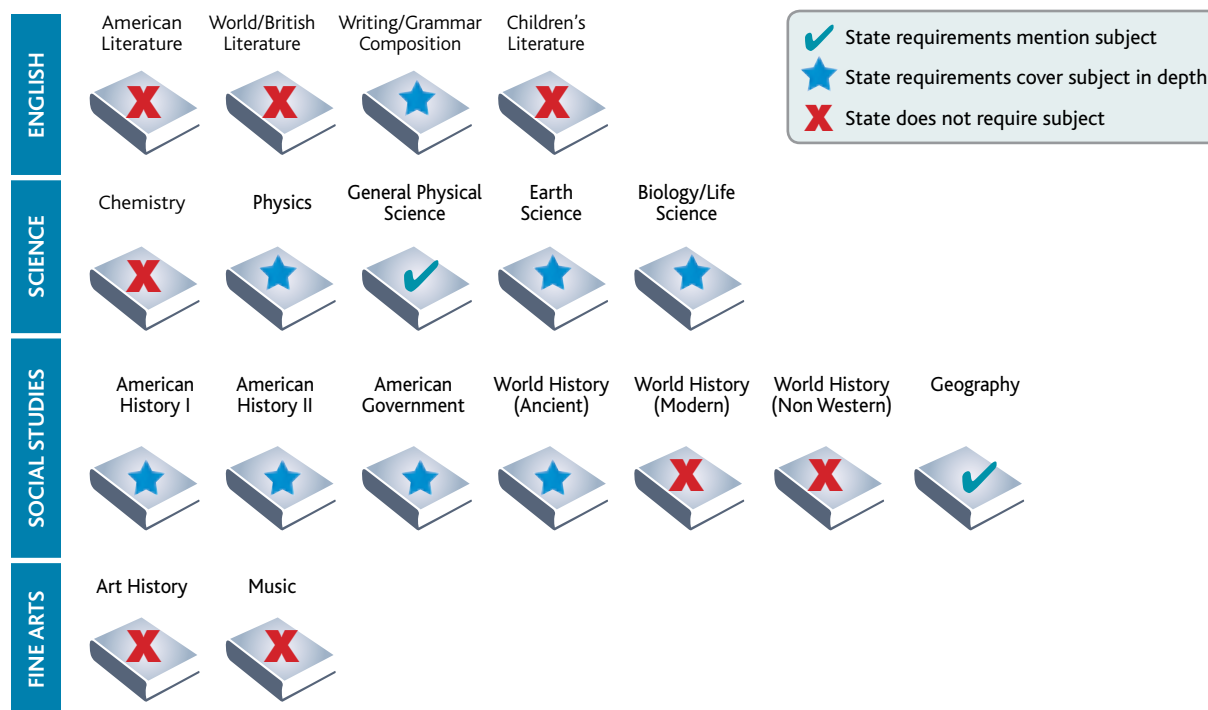 American
Literature
World/British
Literature
Writing/Grammar
Composition
Children's
Literature
State requirements mention subject
State requirements cover subject in depth
State does not require subject
ENGLISH
SCIENCE
Chemistry
Physics
General Physical
Science
Earth
Science
Biology/Life
Science
SOCIAL STUDIES
American
History I
American
History II
American
Government
World History
(Ancient)
World History
(Modern)
World History
(Non Western)
Geography
FINE ARTS
Art History
Music